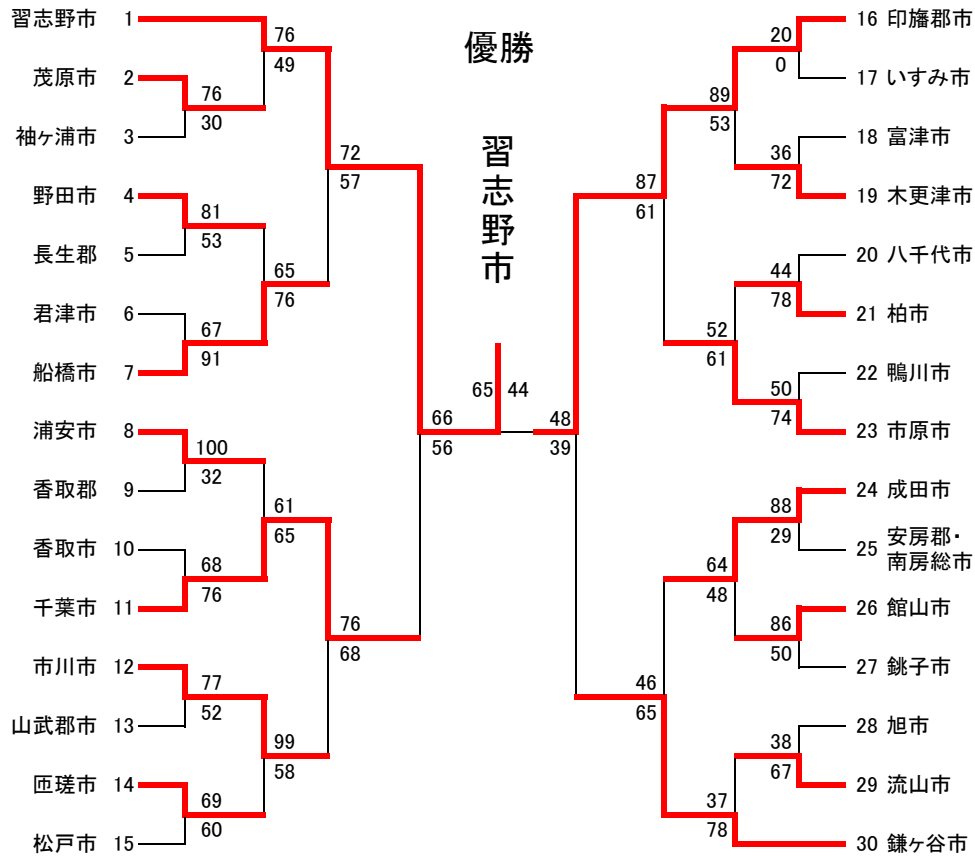 優勝
習志野市
習志野市 1
茂原市 2
袖ヶ浦市 3
野田市 4
長生郡 5
君津市 6
船橋市 7
浦安市 8
香取郡 9
香取市 10
千葉市 11
市川市 12
山武郡市 13
匝瑳市 14
松戸市 15
76
49
76
30
72
57
81
53
65
76
67
91
66
56
100
32
61
65
68
76
76
68
77
52
99
58
69
60
65 44
48
39
87
61
89
53
20
0
36
72
52
61
44
78
50
74
46
65
64
48
88
29
86
50
37
78
38
67
16 印旛郡市
17 いすみ市
18 富津市
19 木更津市
20 八千代市
21 柏市
22 鴨川市
23 市原市
24 成田市
25 安房郡・
南房総市
26 館山市
27 銚子市
28 旭市
29 流山市
30 鎌ヶ谷市